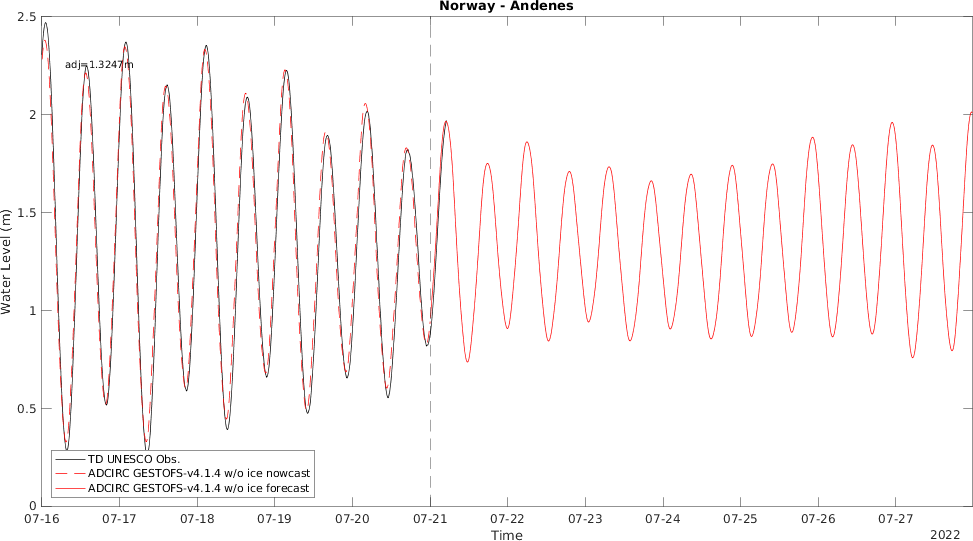 Norway - Andenes
2.5
adj=1.3247m
2
1.5
Water Level (m)
1
0.5
TD UNESCO Obs.
ADCIRC GESTOFS-v4.1.4 w/o ice nowcast
ADCIRC GESTOFS-v4.1.4 w/o ice forecast
0
07-16 07-17 07-18 07-19 07-20 07-21 07-22 07-23 07-24 07-25 07-26 07-27
Time
2022